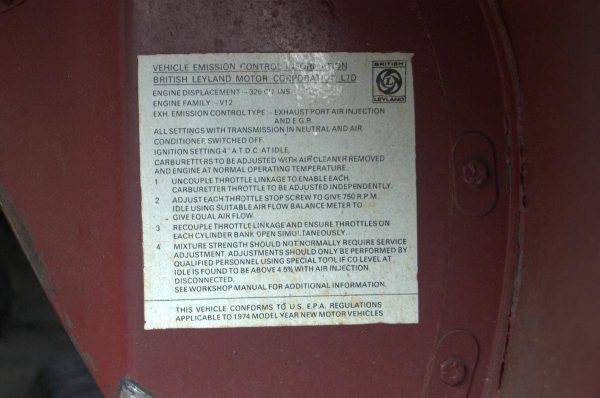 VEHICLE EMISSION CONTROL INFORMATION
BRITISH LEYLAND MOTOR CORPORATION LTD
BRITISH
LEYLAND
ENGINE DISPLACEMENT :- 326 CU. INS.
ENGINE FAMILY :- V12
EXH. EMISSION CONTROL TYPE :- EXHAUST PORT AIR INJECTION
AND E.G.R.
ALL SETTINGS WITH TRANSMISSION IN NEUTRAL AND AIR
CONDITIONER SWITCHED OFF.
IGNITION SETTING 4° A.T.D.C. AT IDLE.
CARBURETTERS TO BE ADJUSTED WITH AIR CLEANER REMOVED
AND ENGINE AT NORMAL OPERATING TEMPERATURE.
1 UNCOUPLE THROTTLE LINKAGE TO ENABLE EACH
CARBURETTER THROTTLE TO BE ADJUSTED INDEPENDENTLY.
2 ADJUST EACH THROTTLE STOP SCREW TO GIVE 750 R.P.M.
IDLE USING SUITABLE AIR FLOW BALANCE METER TO
GIVE EQUAL AIR FLOW.
3 RECOUPLE THROTTLE LINKAGE AND ENSURE THROTTLES ON
EACH CYLINDER BANK OPEN SIMULTANEOUSLY.
4 MIXTURE STRENGTH SHOULD NOT NORMALLY REQUIRE SERVICE
ADJUSTMENT. ADJUSTMENTS SHOULD ONLY BE PERFORMED BY
QUALIFIED PERSONNEL USING SPECIAL TOOL IF CO LEVEL AT
IDLE IS FOUND TO BE ABOVE 4.5% WITH AIR INJECTION
DISCONNECTED.
SEE WORKSHOP MANUAL FOR ADDITIONAL INFORMATION.
THIS VEHICLE CONFORMS TO U.S. E.P.A. REGULATIONS
APPLICABLE TO 1974 MODEL YEAR NEW MOTOR VEHICLES